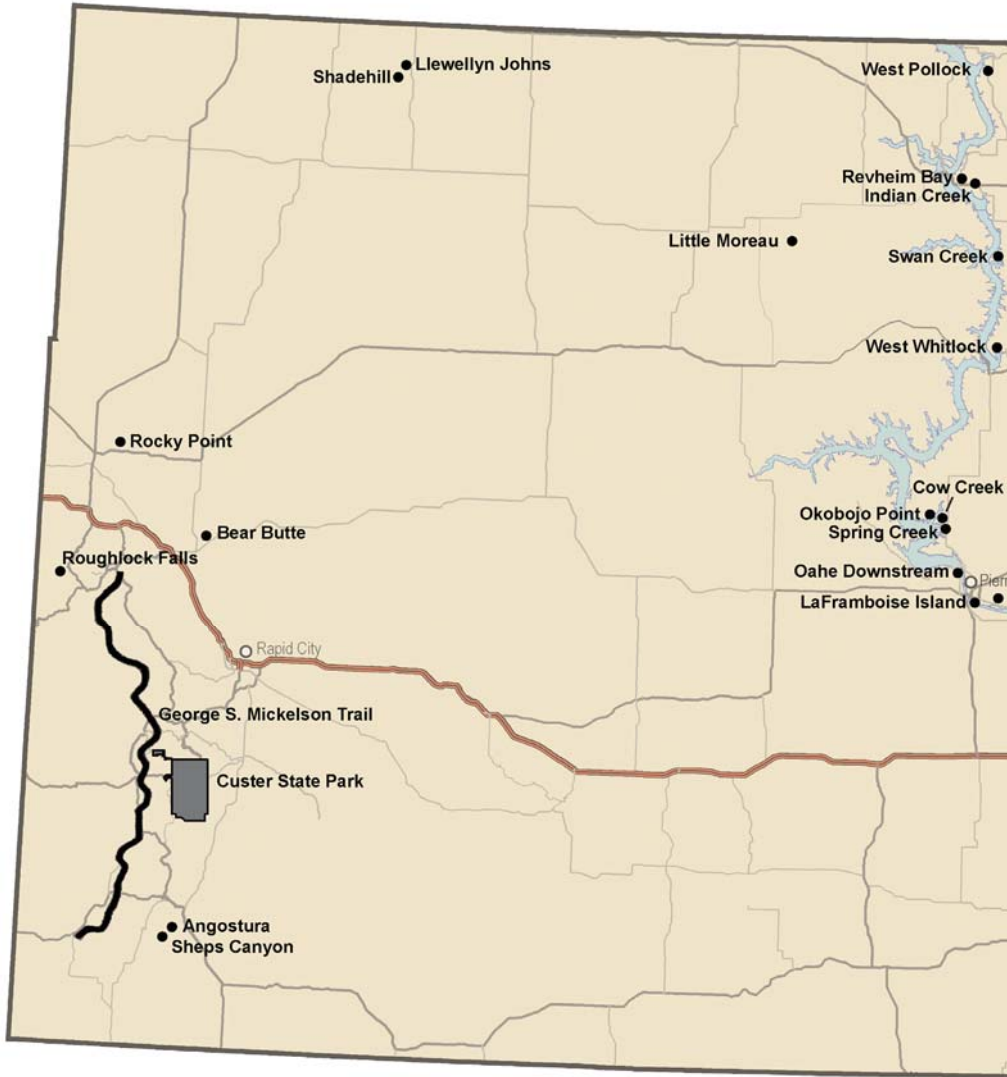 Llewellyn Johns
Shadehill
West Pollock
Revheim Bay
Indian Creek
Little Moreau
Swan Creek
West Whitlock
Rocky Point
Cow Creek
Okobojo Point
Spring Creek
Bear Butte
Roughlock Falls
Oahe Downstream
LaFramboise Island
Rapid City
George S. Mickelson Trail
Custer State Park
Angostura
Sheps Canyon